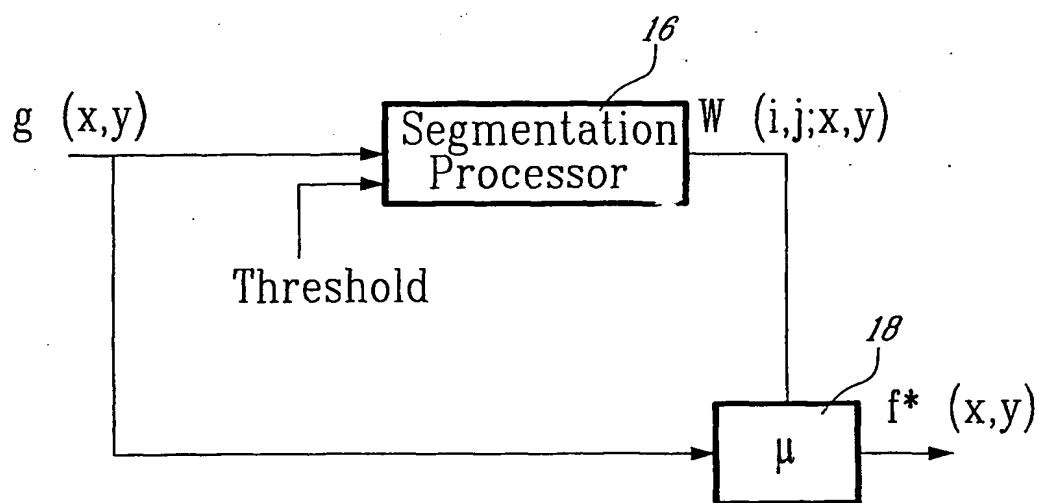 16
g (x,y)
Segmentation
Processor
W (i,j;x,y)
Threshold
18
μ
f* (x,y)